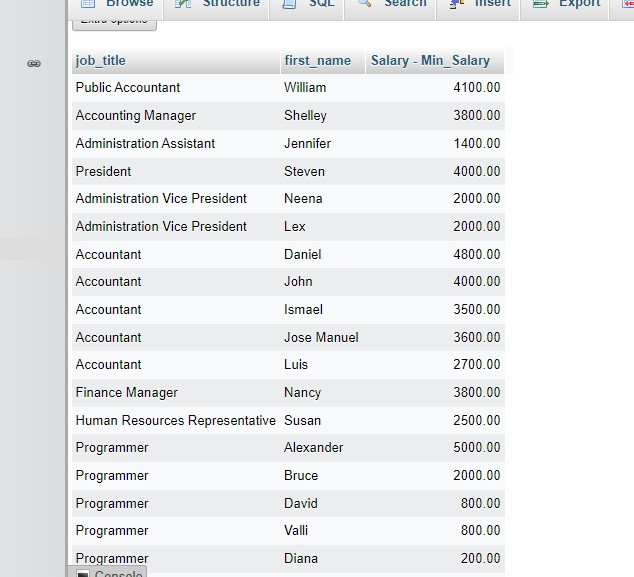 Browse Structure SQL Search Insert Export
Extra options
job_title first_name Salary - Min_Salary
Public Accountant William 4100.00
Accounting Manager Shelley 3800.00
Administration Assistant Jennifer 1400.00
President Steven 4000.00
Administration Vice President Neena 2000.00
Administration Vice President Lex 2000.00
Accountant Daniel 4800.00
Accountant John 4000.00
Accountant Ismael 3500.00
Accountant Jose Manuel 3600.00
Accountant Luis 2700.00
Finance Manager Nancy 3800.00
Human Resources Representative Susan 2500.00
Programmer Alexander 5000.00
Programmer Bruce 2000.00
Programmer David 800.00
Programmer Valli 800.00
Programmer Diana 200.00
Console